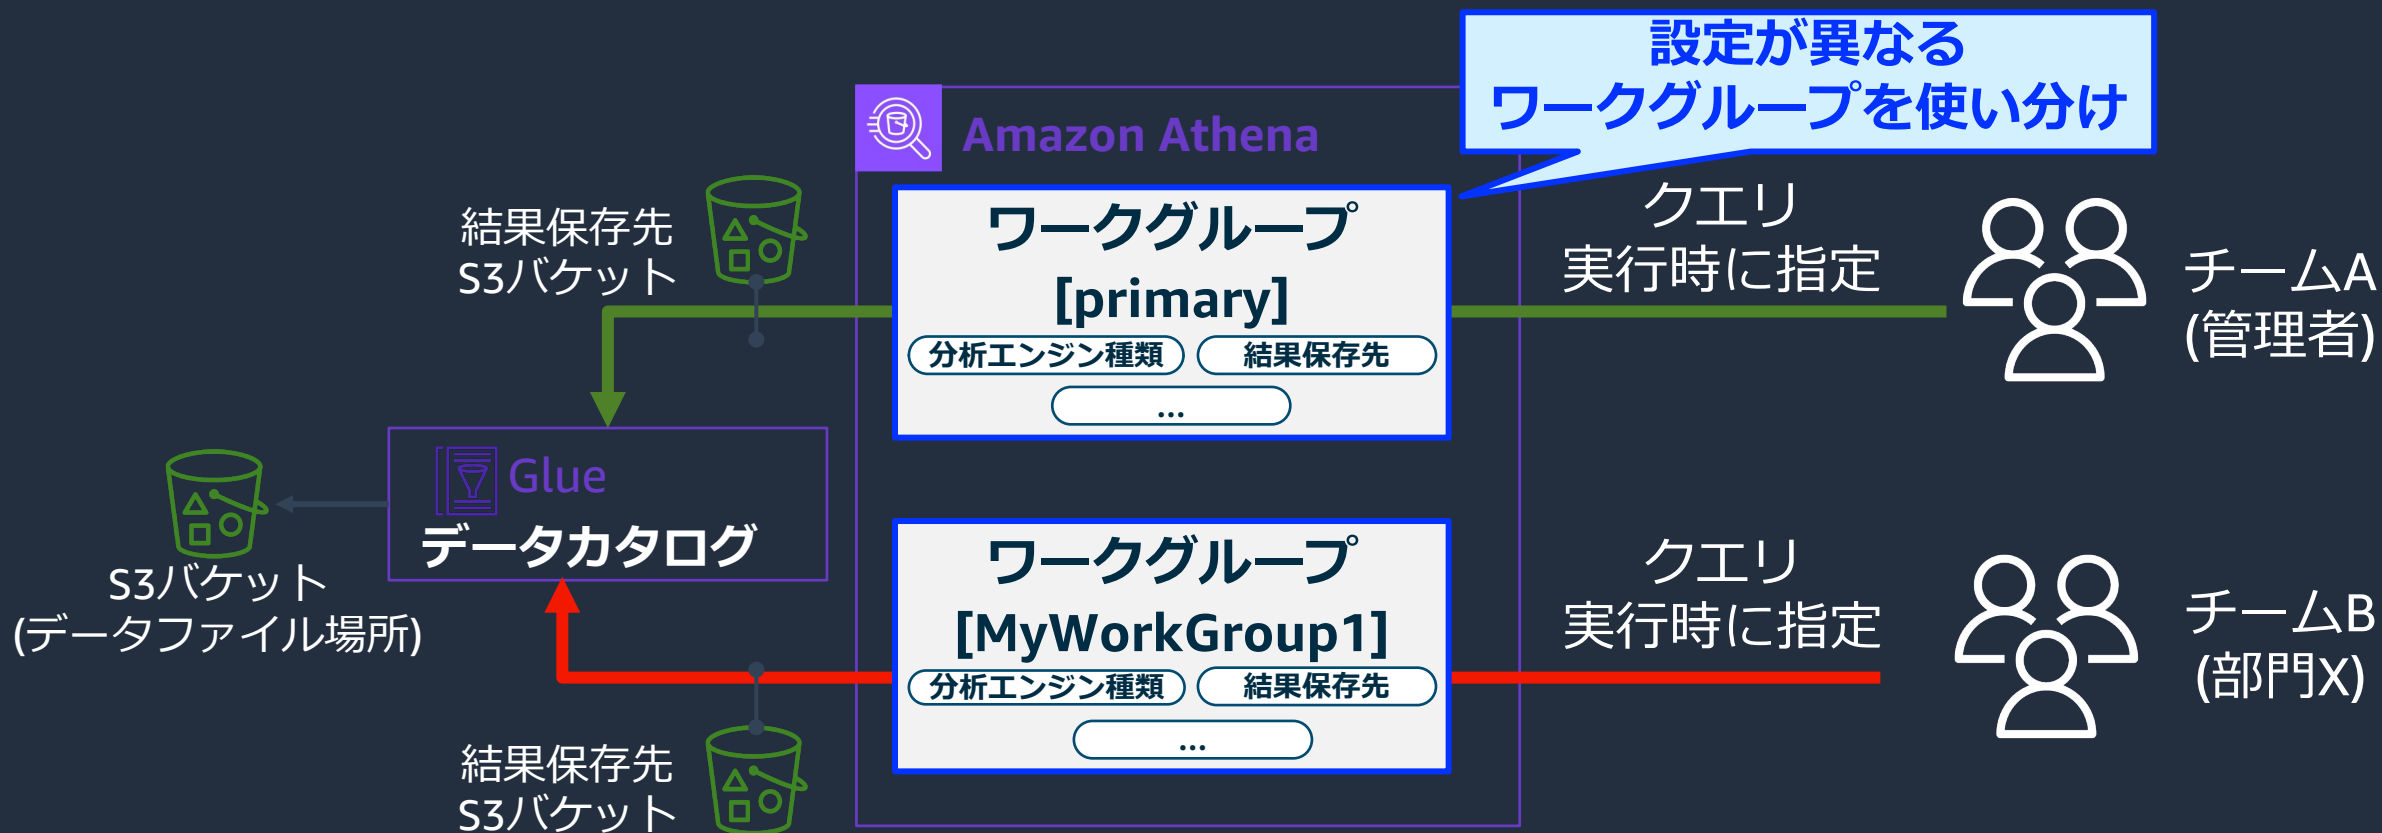 設定が異なる
ワークグループを使い分け
Amazon Athena
結果保存先
S3バケット
ワークグループ
[primary]
分析エンジン種類
結果保存先
...
クエリ
実行時に指定
チームA
(管理者)
Glue
データカタログ
S3バケット
(データファイル場所)
ワークグループ
[MyWorkGroup1]
分析エンジン種類
結果保存先
...
クエリ
実行時に指定
チームB
(部門X)
結果保存先
S3バケット